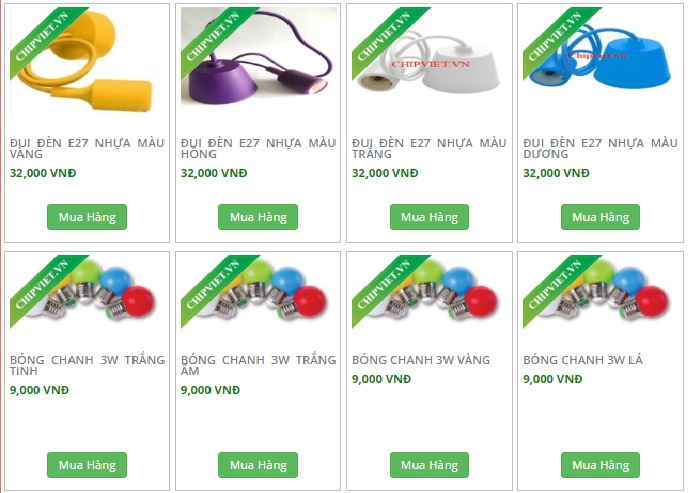 CHIPVIET.VN
ĐUI ĐÈN E27 NHỰA MÀU
VÀNG
32,000 VNĐ
Mua Hàng
CHIPVIET.VN
ĐUI ĐÈN E27 NHỰA MÀU
HỒNG
32,000 VNĐ
Mua Hàng
CHIPVIET.VN
CHIPVIET.VN
ĐUI ĐÈN E27 NHỰA MÀU
TRẮNG
32,000 VNĐ
Mua Hàng
CHIPVIET.VN
Chipviet.vn
ĐUI ĐÈN E27 NHỰA MÀU
DƯƠNG
32,000 VNĐ
Mua Hàng
CHIPVIET.VN
BÓNG CHANH 3W TRẮNG
TINH
9,000 VNĐ
Mua Hàng
CHIPVIET.VN
BÓNG CHANH 3W TRẮNG
ẤM
9,000 VNĐ
Mua Hàng
CHIPVIET.VN
BÓNG CHANH 3W VÀNG
9,000 VNĐ
Mua Hàng
CHIPVIET.VN
BÓNG CHANH 3W LÁ
9,000 VNĐ
Mua Hàng